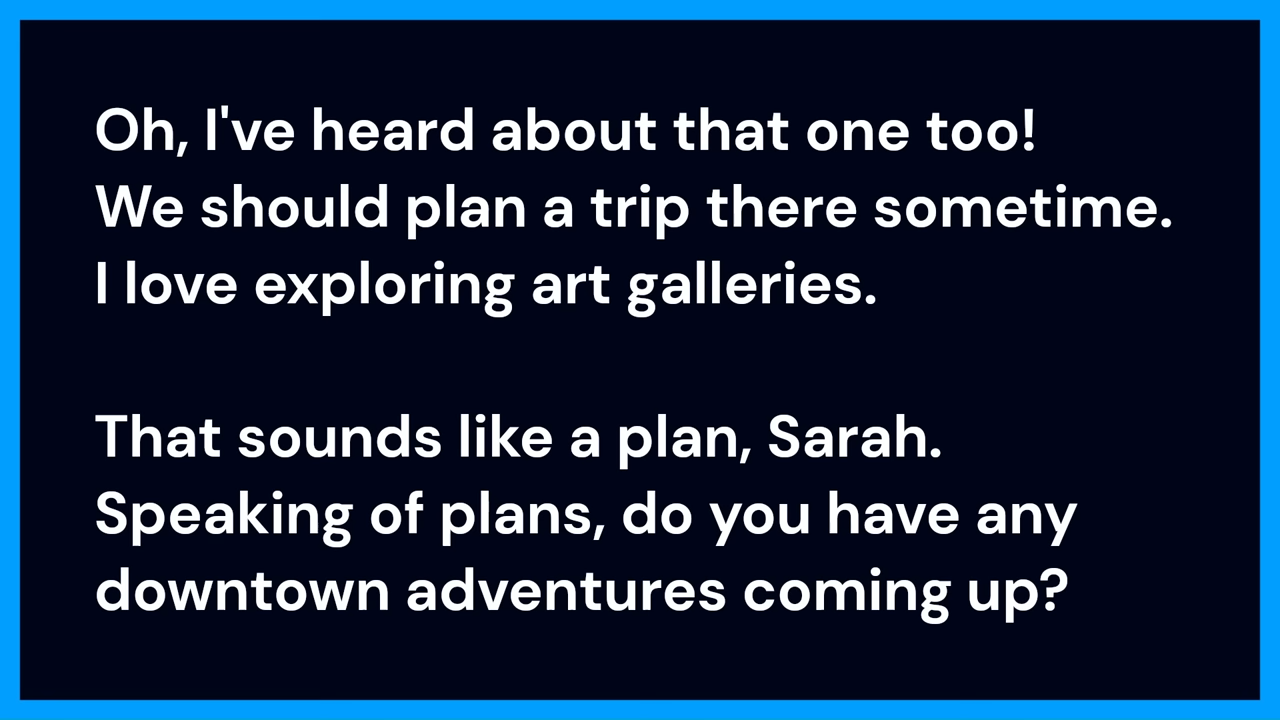 Oh, I've heard about that one too!
We should plan a trip there sometime.
I love exploring art galleries.
That sounds like a plan, Sarah.
Speaking of plans, do you have any
downtown adventures coming up?